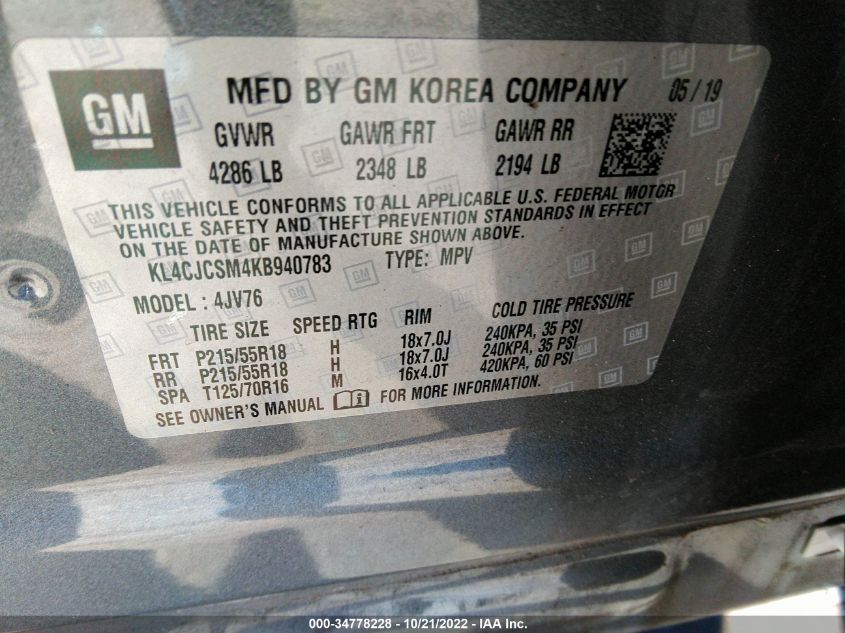 GM MFD BY GM KOREA COMPANY 05 / 19
GVWR GAWR FRT GAWR RR
4286 LB 2348 LB 2194 LB
THIS VEHICLE CONFORMS TO ALL APPLICABLE U.S. FEDERAL MOTOR
VEHICLE SAFETY AND THEFT PREVENTION STANDARDS IN EFFECT
ON THE DATE OF MANUFACTURE SHOWN ABOVE.
KL4CJCSM4KB940783 TYPE: MPV
MODEL : 4JV76
TIRE SIZE SPEED RTG RIM COLD TIRE PRESSURE
FRT P215/55R18 H 18x7.0J 240KPA, 35 PSI
RR P215/55R18 H 18x7.0J 240KPA, 35 PSI
SPA T125/70R16 M 16x4.0T 420KPA, 60 PSI
SEE OWNER'S MANUAL FOR MORE INFORMATION.
000-34778228 - 10/21/2022 - IAA Inc.